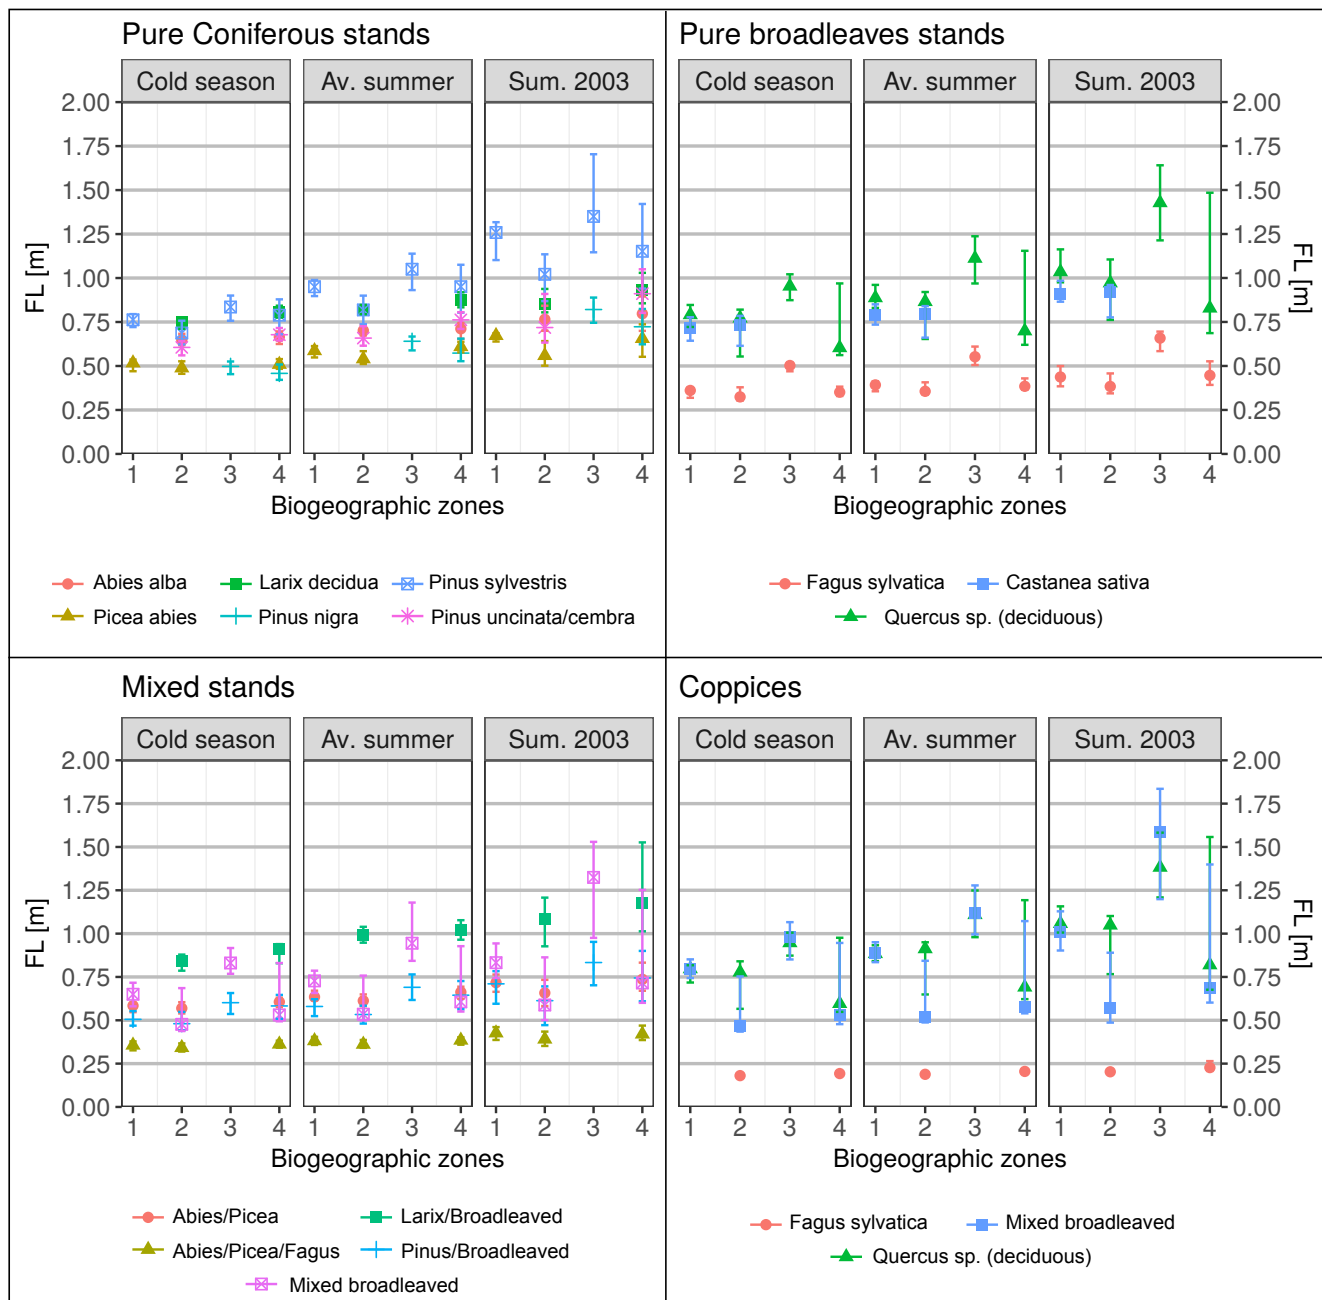 Pure Coniferous stands
Cold season Av. summer Sum. 2003
2.00
1.75
1.50
1.25
1.00
0.75
0.50
0.25
0.00
FL [m]
1 2 3 4 1 2 3 4 1 2 3 4
Biogeographic zones
Abies alba Larix decidua Pinus sylvestris
Picea abies Pinus nigra Pinus uncinata/cembra
Pure broadleaves stands
Cold season Av. summer Sum. 2003
2.00
1.75
1.50
1.25
1.00
0.75
0.50
0.25
0.00
FL [m]
1 2 3 4 1 2 3 4 1 2 3 4
Biogeographic zones
Fagus sylvatica Castanea sativa
Quercus sp. (deciduous)
Mixed stands
Cold season Av. summer Sum. 2003
2.00
1.75
1.50
1.25
1.00
0.75
0.50
0.25
0.00
FL [m]
1 2 3 4 1 2 3 4 1 2 3 4
Biogeographic zones
Abies/Picea Larix/Broadleaved
Abies/Picea/Fagus Pinus/Broadleaved
Mixed broadleaved
Coppices
Cold season Av. summer Sum. 2003
2.00
1.75
1.50
1.25
1.00
0.75
0.50
0.25
0.00
FL [m]
1 2 3 4 1 2 3 4 1 2 3 4
Biogeographic zones
Fagus sylvatica Mixed broadleaved
Quercus sp. (deciduous)